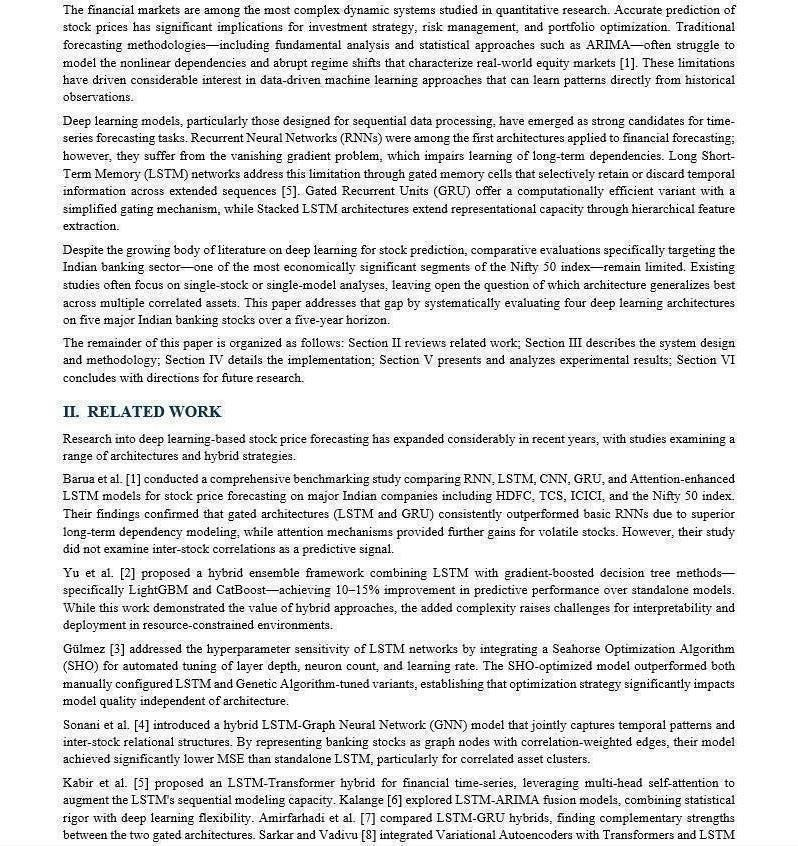 The financial markets are among the most complex dynamic systems studied in quantitative research. Accurate prediction of
stock prices has significant implications for investment strategy, risk management, and portfolio optimization. Traditional
forecasting methodologies—including fundamental analysis and statistical approaches such as ARIMA—often struggle to
model the nonlinear dependencies and abrupt regime shifts that characterize real-world equity markets [1]. These limitations
have driven considerable interest in data-driven machine learning approaches that can learn patterns directly from historical
observations.
Deep learning models, particularly those designed for sequential data processing, have emerged as strong candidates for time-
series forecasting tasks. Recurrent Neural Networks (RNNs) were among the first architectures applied to financial forecasting;
however, they suffer from the vanishing gradient problem, which impairs learning of long-term dependencies. Long Short-
Term Memory (LSTM) networks address this limitation through gated memory cells that selectively retain or discard temporal
information across extended sequences [5]. Gated Recurrent Units (GRU) offer a computationally efficient variant with a
simplified gating mechanism, while Stacked LSTM architectures extend representational capacity through hierarchical feature
extraction.
Despite the growing body of literature on deep learning for stock prediction, comparative evaluations specifically targeting the
Indian banking sector—one of the most economically significant segments of the Nifty 50 index—remain limited. Existing
studies often focus on single-stock or single-model analyses, leaving open the question of which architecture generalizes best
across multiple correlated assets. This paper addresses that gap by systematically evaluating four deep learning architectures
on five major Indian banking stocks over a five-year horizon.
The remainder of this paper is organized as follows: Section II reviews related work; Section III describes the system design
and methodology; Section IV details the implementation; Section V presents and analyzes experimental results; Section VI
concludes with directions for future research.
II. RELATED WORK
Research into deep learning-based stock price forecasting has expanded considerably in recent years, with studies examining a
range of architectures and hybrid strategies.
Barua et al. [1] conducted a comprehensive benchmarking study comparing RNN, LSTM, CNN, GRU, and Attention-enhanced
LSTM models for stock price forecasting on major Indian companies including HDFC, TCS, ICICI, and the Nifty 50 index.
Their findings confirmed that gated architectures (LSTM and GRU) consistently outperformed basic RNNs due to superior
long-term dependency modeling, while attention mechanisms provided further gains for volatile stocks. However, their study
did not examine inter-stock correlations as a predictive signal.
Yu et al. [2] proposed a hybrid ensemble framework combining LSTM with gradient-boosted decision tree methods—
specifically LightGBM and CatBoost—achieving 10–15% improvement in predictive performance over standalone models.
While this work demonstrated the value of hybrid approaches, the added complexity raises challenges for interpretability and
deployment in resource-constrained environments.
Gülmez [3] addressed the hyperparameter sensitivity of LSTM networks by integrating a Seahorse Optimization Algorithm
(SHO) for automated tuning of layer depth, neuron count, and learning rate. The SHO-optimized model outperformed both
manually configured LSTM and Genetic Algorithm-tuned variants, establishing that optimization strategy significantly impacts
model quality independent of architecture.
Sonani et al. [4] introduced a hybrid LSTM-Graph Neural Network (GNN) model that jointly captures temporal patterns and
inter-stock relational structures. By representing banking stocks as graph nodes with correlation-weighted edges, their model
achieved significantly lower MSE than standalone LSTM, particularly for correlated asset clusters.
Kabir et al. [5] proposed an LSTM-Transformer hybrid for financial time-series, leveraging multi-head self-attention to
augment the LSTM's sequential modeling capacity. Kalange [6] explored LSTM-ARIMA fusion models, combining statistical
rigor with deep learning flexibility. Amirfarhadi et al. [7] compared LSTM-GRU hybrids, finding complementary strengths
between the two gated architectures. Sarkar and Vadivu [8] integrated Variational Autoencoders with Transformers and LSTM